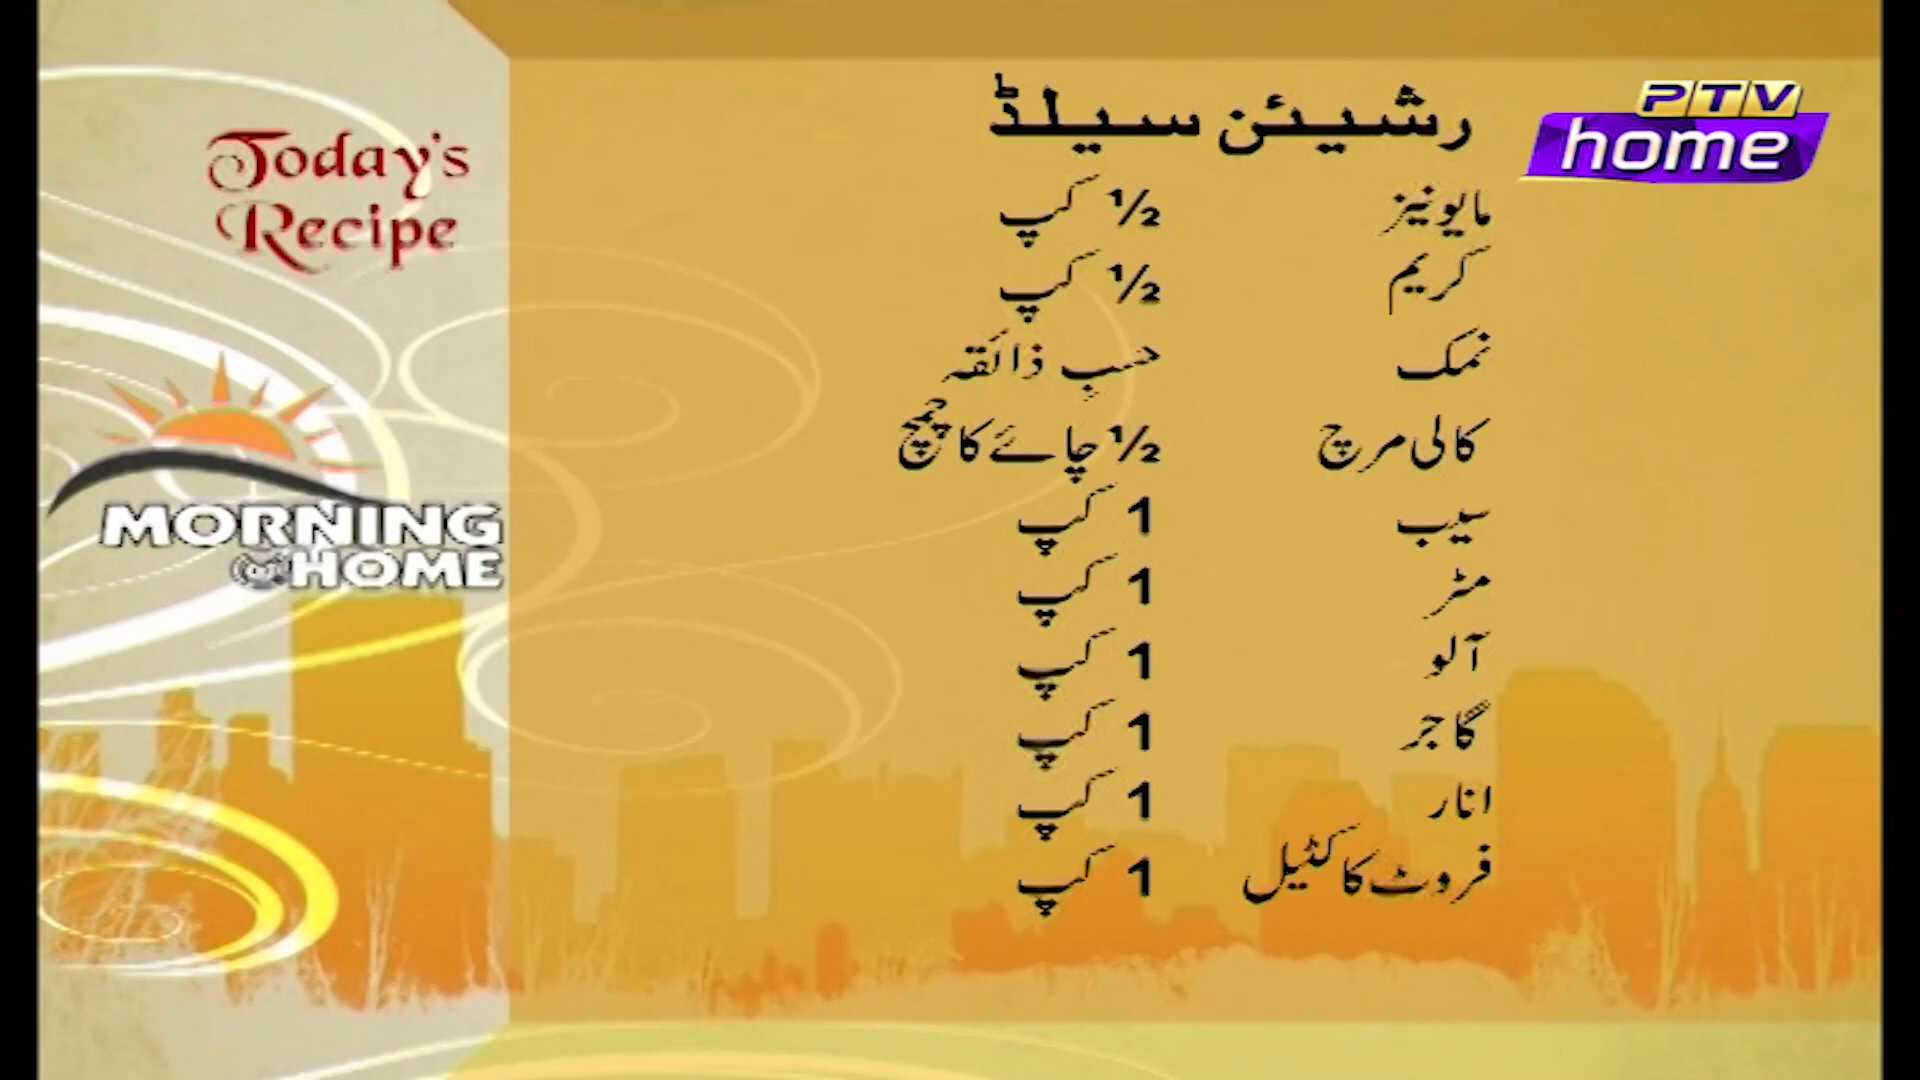 Today's
Recipe
MORNING
@HOME
PTV
home
رشیئن سیلڈ
مایونیز ½ کپ
کریم ½ کپ
نمک حسبِ ذائقہ
کالی مرچ ½ چائے کا چمچ
سیب 1 کپ
مٹر 1 کپ
آلو 1 کپ
گاجر 1 کپ
انار 1 کپ
فروٹ کاکٹیل 1 کپ